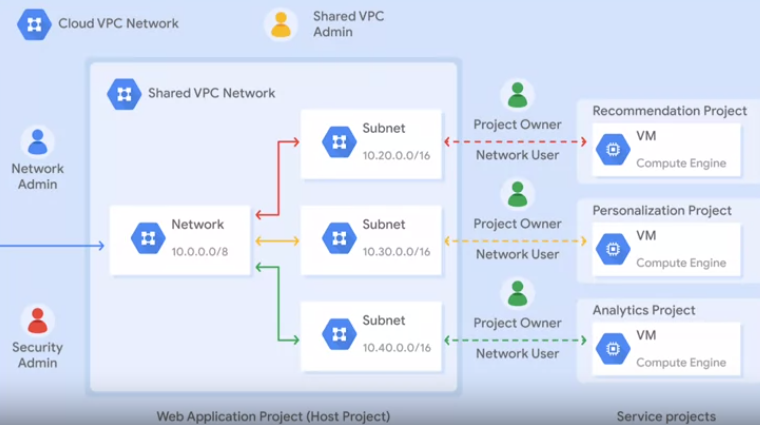 Cloud VPC Network
Shared VPC
Admin
Shared VPC Network
Network
Admin
Security
Admin
Network
10.0.0.0/8
Subnet
10.20.0.0/16
Subnet
10.30.0.0/16
Subnet
10.40.0.0/16
Project Owner
Network User
Project Owner
Network User
Project Owner
Network User
Recommendation Project
VM
Compute Engine
Personalization Project
VM
Compute Engine
Analytics Project
VM
Compute Engine
Web Application Project (Host Project)
Service projects